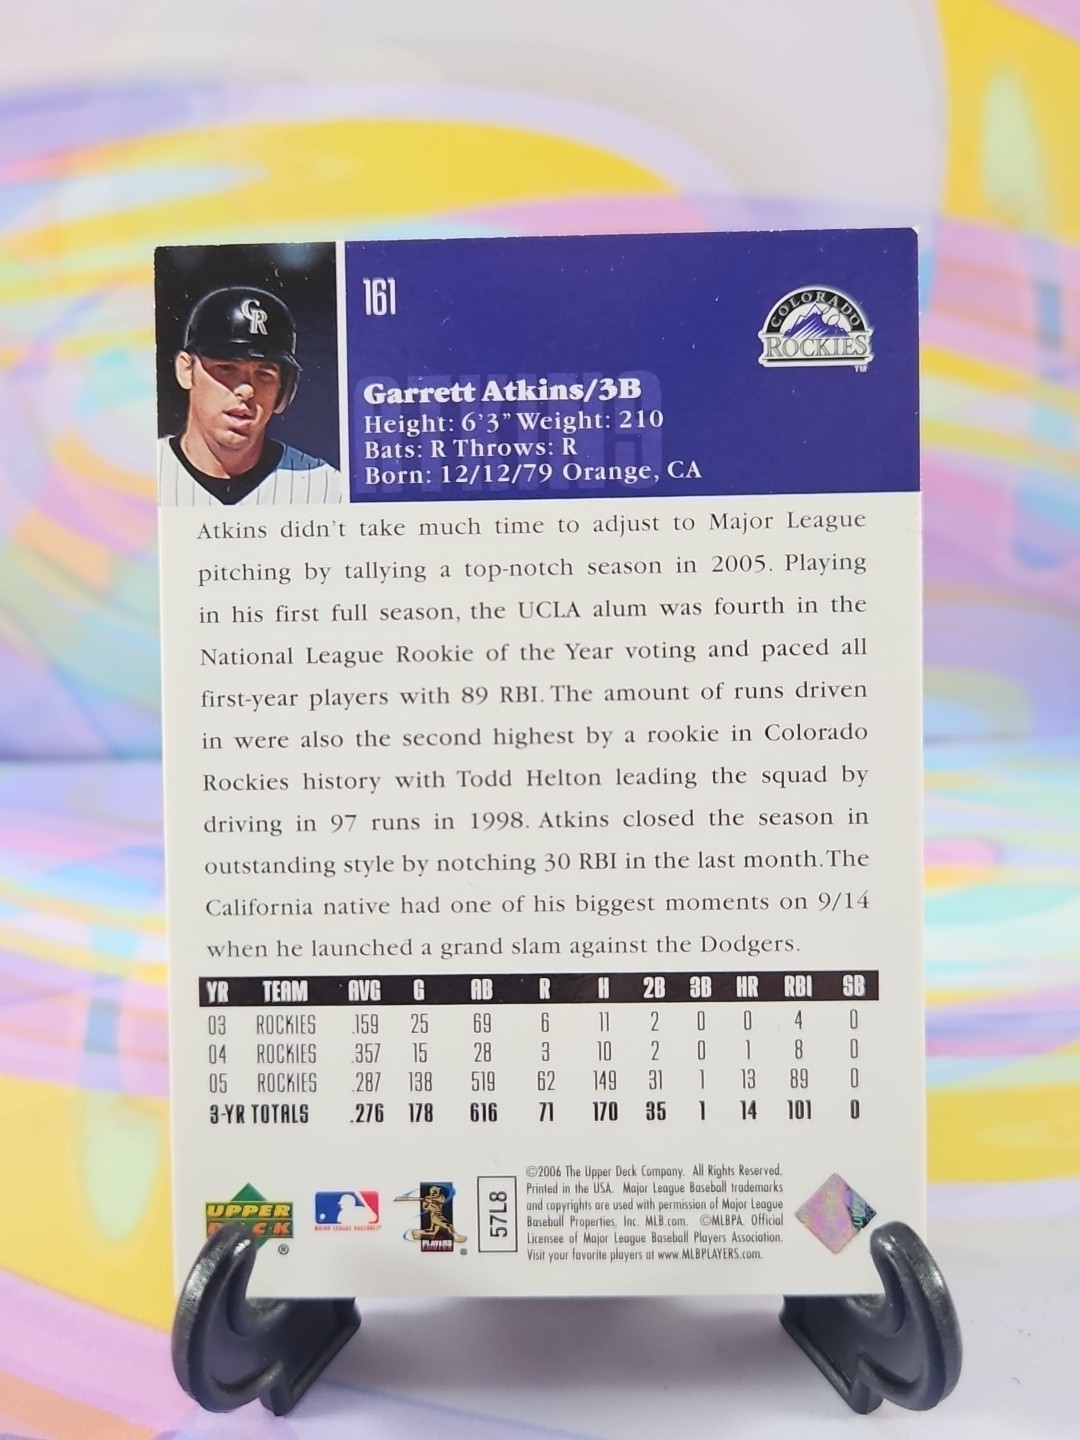 161
COLORADO
ROCKIES
TM
Garrett Atkins/3B
Height: 6'3" Weight: 210
Bats: R Throws: R
Born: 12/12/79 Orange, CA
CR
ATKINS
Atkins didn't take much time to adjust to Major League
pitching by tallying a top-notch season in 2005. Playing
in his first full season, the UCLA alum was fourth in the
National League Rookie of the Year voting and paced all
first-year players with 89 RBI. The amount of runs driven
in were also the second highest by a rookie in Colorado
Rockies history with Todd Helton leading the squad by
driving in 97 runs in 1998. Atkins closed the season in
outstanding style by notching 30 RBI in the last month. The
California native had one of his biggest moments on 9/14
when he launched a grand slam against the Dodgers.
YR TEAM AVG G AB R H 2B 3B HR RBI SB
03 ROCKIES .159 25 69 6 11 2 0 0 4 0
04 ROCKIES .357 15 28 3 10 2 0 1 8 0
05 ROCKIES .287 138 519 62 149 31 1 13 89 0
3-YR TOTALS .276 178 616 71 170 35 1 14 101 0
UPPER
DECK
®
MAJOR LEAGUE BASEBALL
PLAYERS
®
57L8
©2006 The Upper Deck Company. All Rights Reserved.
Printed in the USA. Major League Baseball trademarks
and copyrights are used with permission of Major League
Baseball Properties, Inc. MLB.com. ©MLBPA. Official
Licensee of Major League Baseball Players Association.
Visit your favorite players at www.MLBPLAYERS.com.